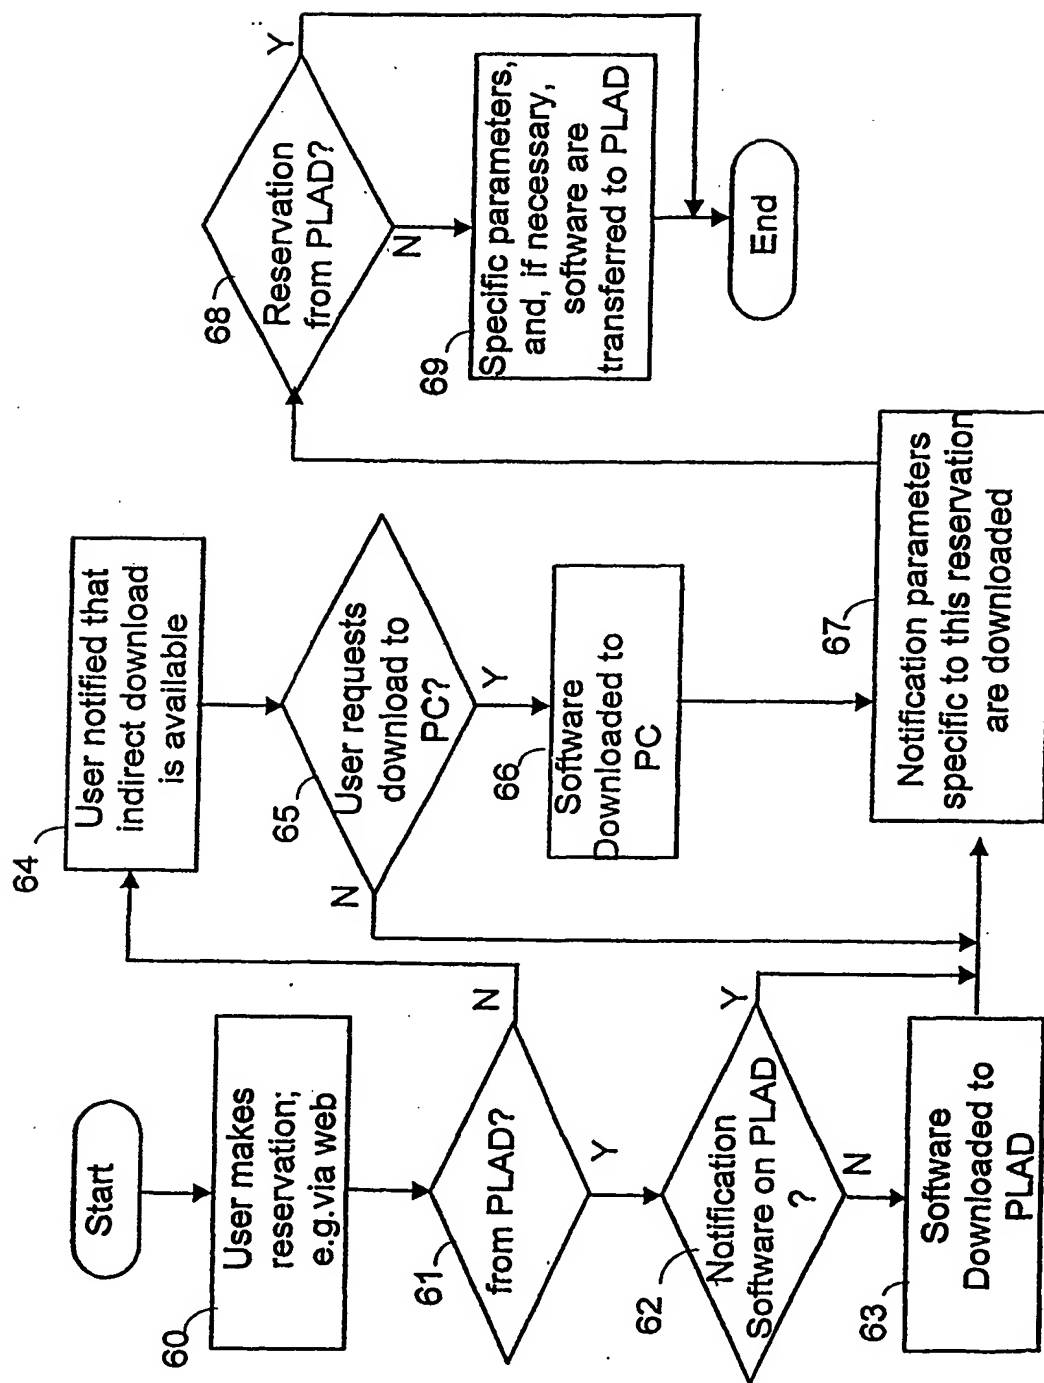 Start
60
User makes
reservation;
e.g.via web
61
from PLAD?
Y
N
62
Notification
Software on PLAD
?
Y
N
63
Software
Downloaded to
PLAD
64
User notified that
indirect download
is available
65
User requests
download to
PC?
N
Y
66
Software
Downloaded to
PC
67
Notification parameters
specific to this reservation
are downloaded
68
Reservation
from PLAD?
Y
N
69
Specific parameters,
and, if necessary,
software are
transferred to PLAD
End